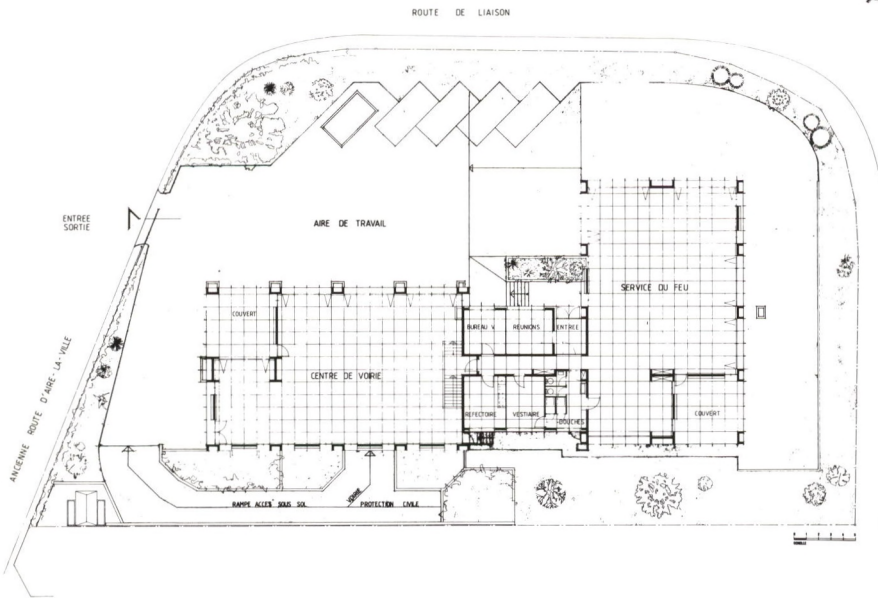 ROUTE DE LIAISON
ENTREE
SORTIE
AIRE DE TRAVAIL
SERVICE DU FEU
COUVERT
BUREAU V.
REUNIONS
ENTREE
CENTRE DE VOIRIE
REFECTOIRE
VESTIAIRE
DOUCHES
COUVERT
ANCIENNE ROUTE D'AIRE-LA-VILLE
RAMPE ACCES SOUS SOL
VOIRIE
PROTECTION CIVILE